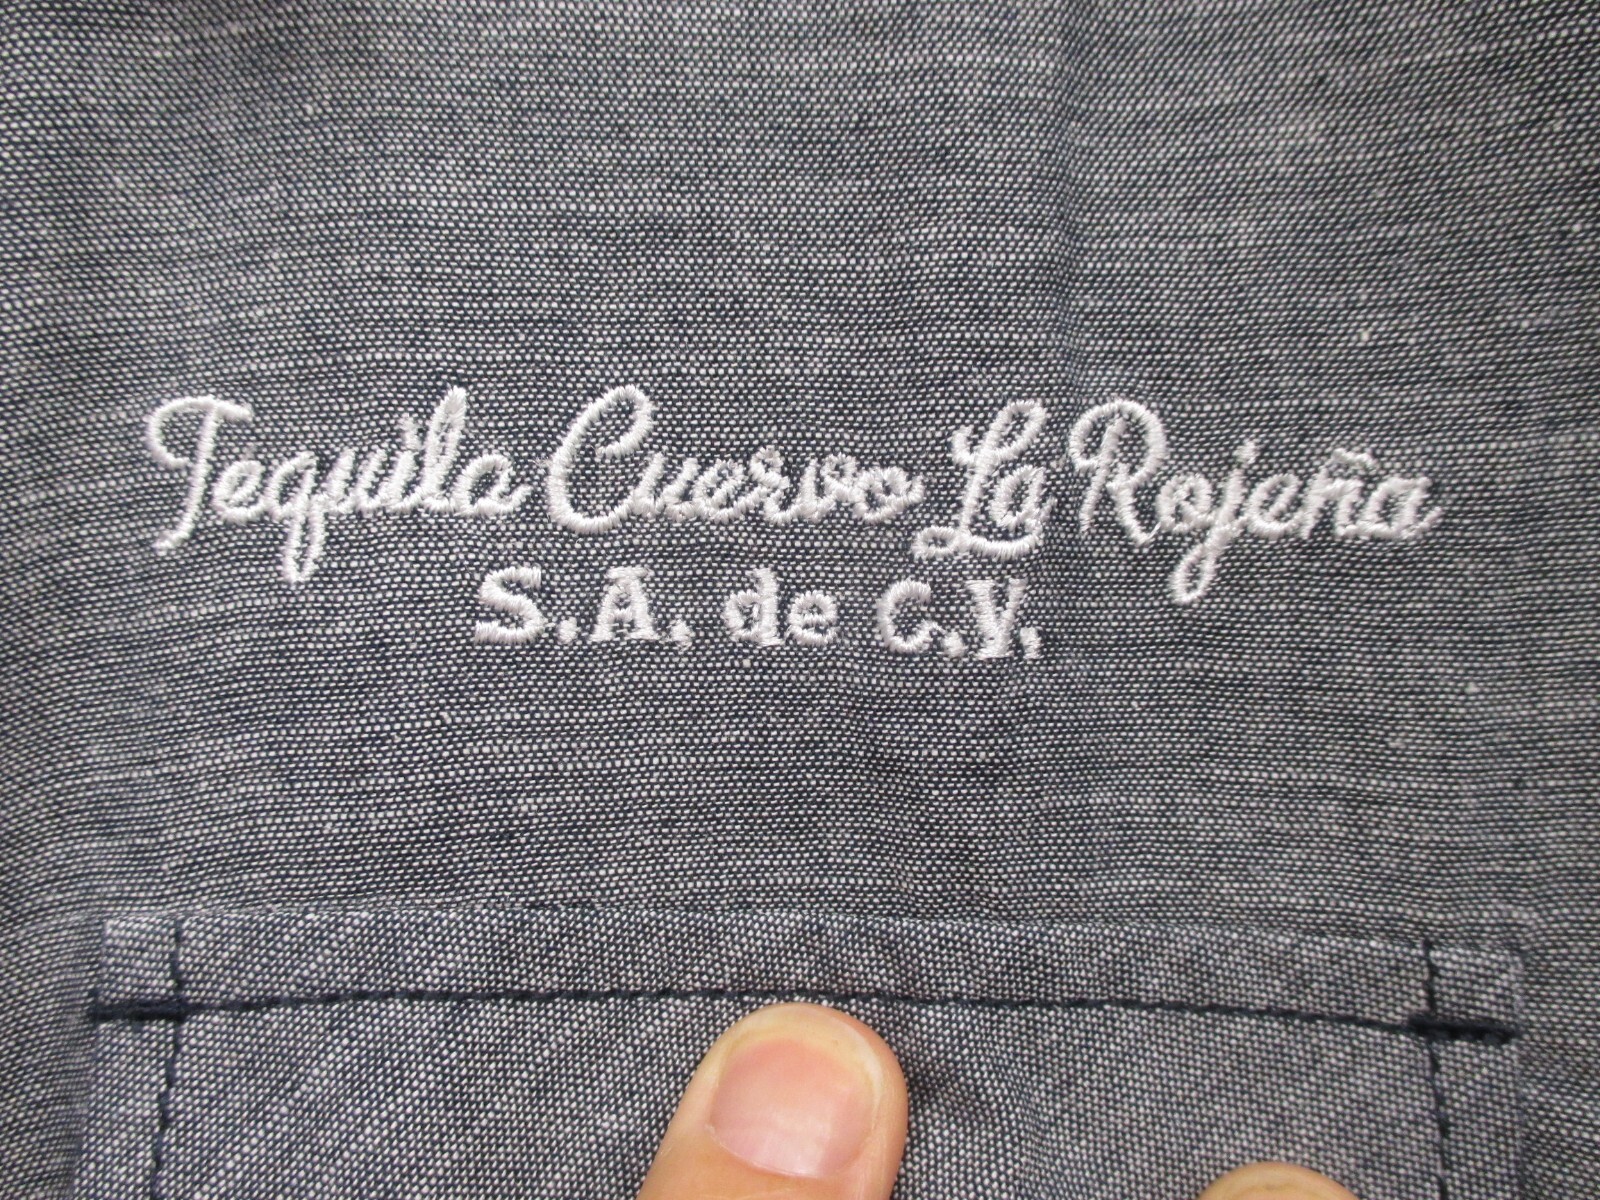 Tequila Cuervo La Rojeña
S.A. de C.V.